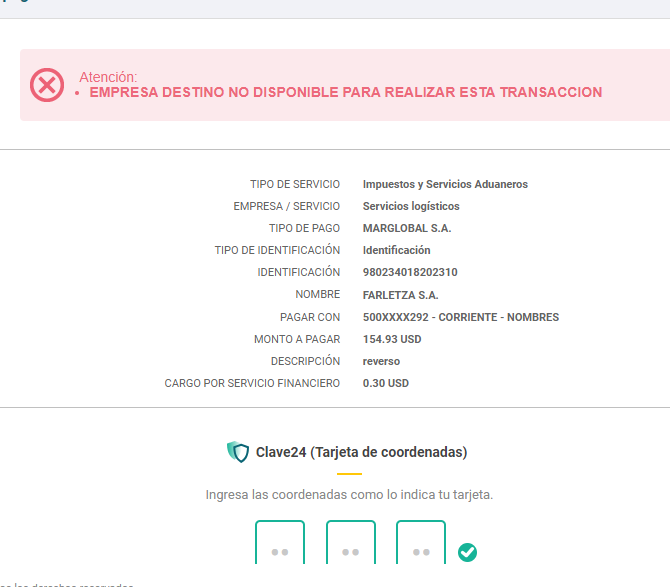 Atención:
• EMPRESA DESTINO NO DISPONIBLE PARA REALIZAR ESTA TRANSACCION
TIPO DE SERVICIO Impuestos y Servicios Aduaneros
EMPRESA / SERVICIO Servicios logísticos
TIPO DE PAGO MARGLOBAL S.A.
TIPO DE IDENTIFICACIÓN Identificación
IDENTIFICACIÓN 980234018202310
NOMBRE FARLETZA S.A.
PAGAR CON 500XXXX292 - CORRIENTE - NOMBRES
MONTO A PAGAR 154.93 USD
DESCRIPCIÓN reverso
CARGO POR SERVICIO FINANCIERO 0.30 USD
Clave24 (Tarjeta de coordenadas)
Ingresa las coordenadas como lo indica tu tarjeta.